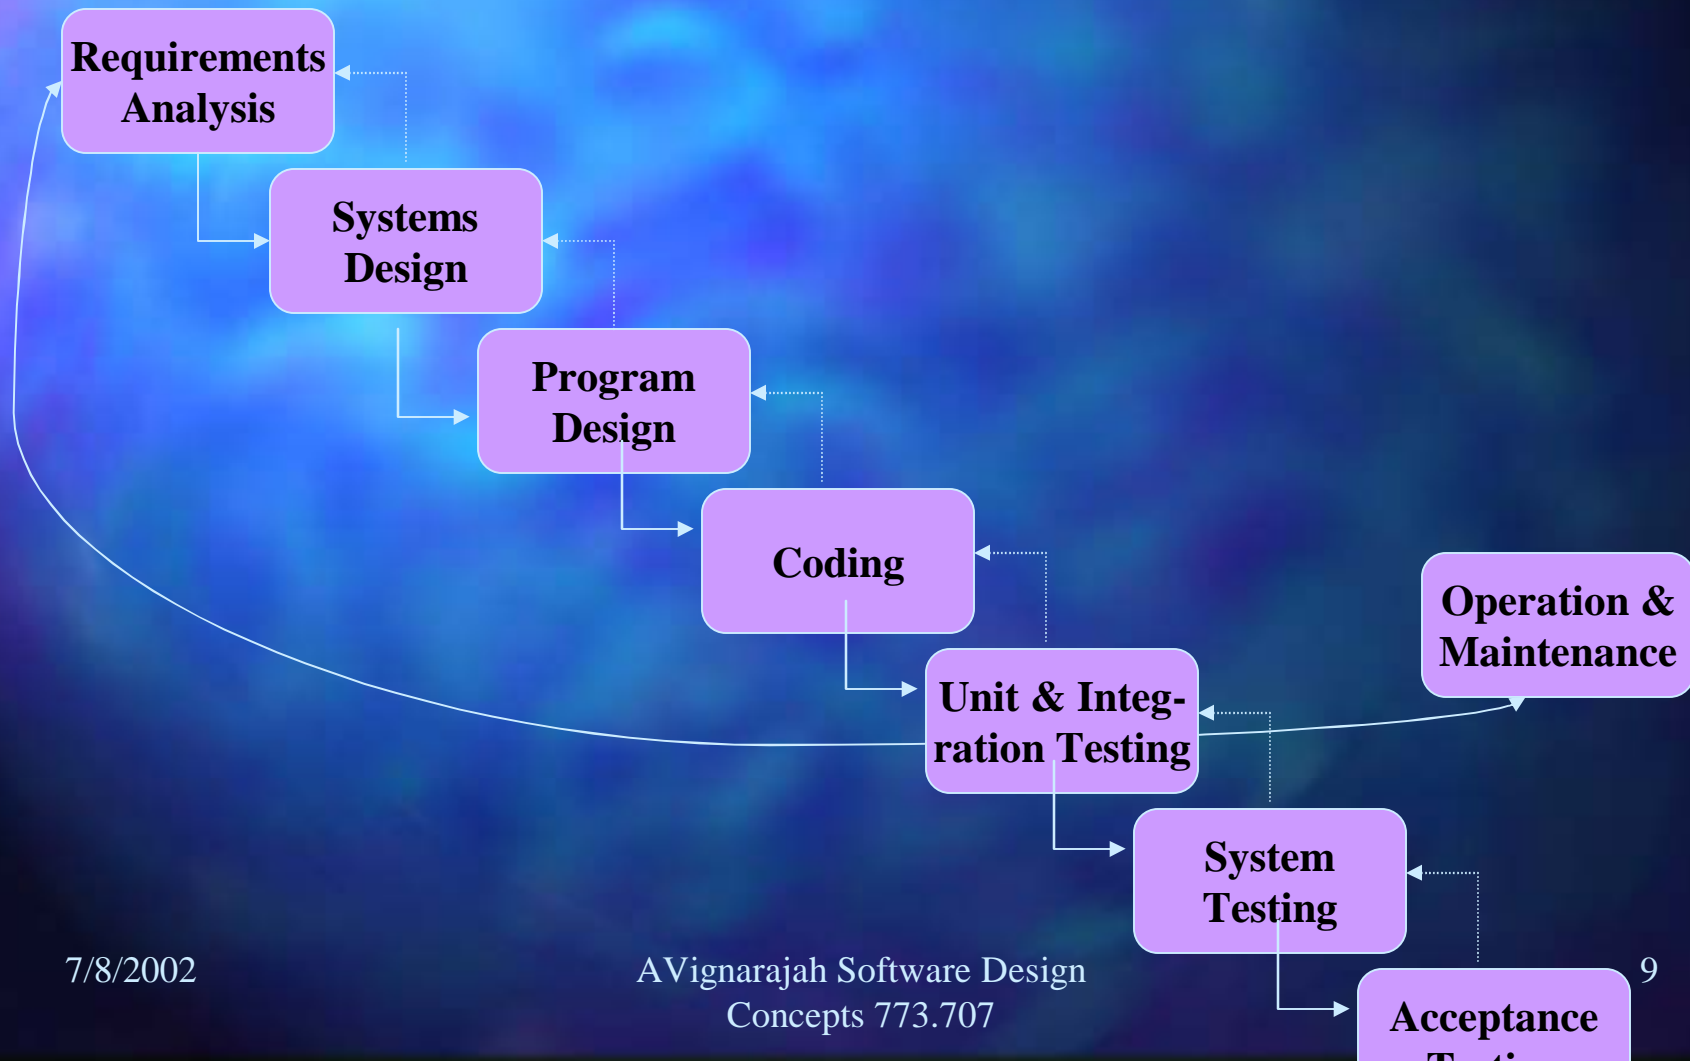 Requirements
Analysis
Systems
Design
Program
Design
Coding
Operation &
Maintenance
Unit & Integ-
ration Testing
System
Testing
Acceptance
7/8/2002
AVignarajah Software Design
Concepts 773.707
9